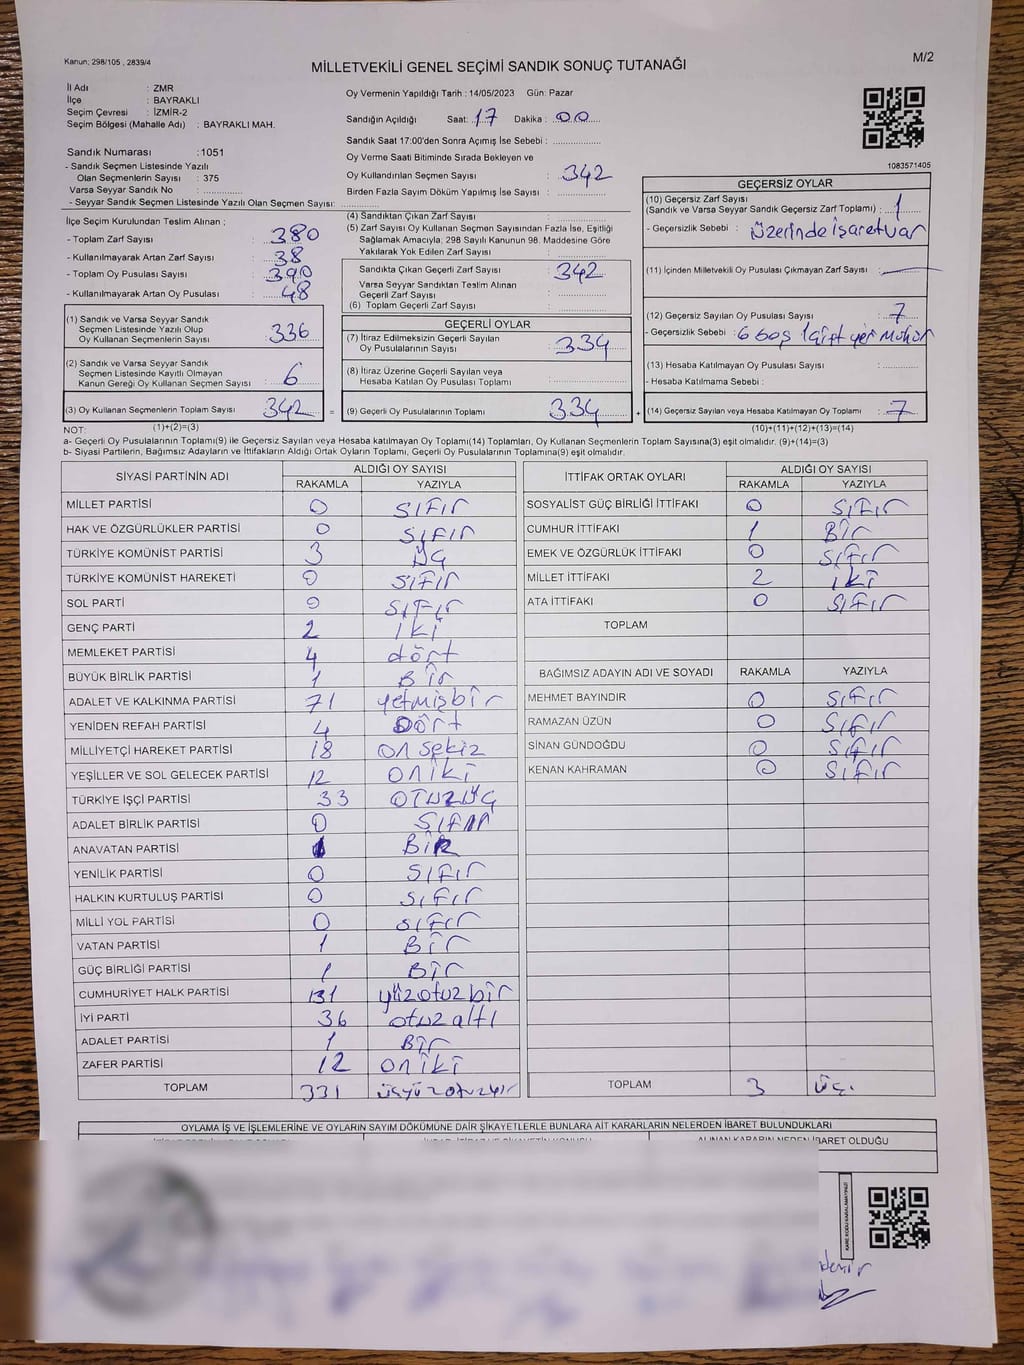 Kanun; 298/105 , 2839/4
M/2
MİLLETVEKİLİ GENEL SEÇİMİ SANDIK SONUÇ TUTANAĞI
İl Adı : ZMR
İlçe : BAYRAKLI
Seçim Çevresi : İZMİR-2
Seçim Bölgesi (Mahalle Adı) : BAYRAKLI MAH.
Sandık Numarası :1051
- Sandık Seçmen Listesinde Yazılı
Olan Seçmenlerin Sayısı : 375
Varsa Seyyar Sandık No : ..............
- Seyyar Sandık Seçmen Listesinde Yazılı Olan Seçmen Sayısı: ..............
Oy Vermenin Yapıldığı Tarih : 14/05/2023 Gün: Pazar
Sandığın Açıldığı Saat: 17 Dakika : 00
Sandık Saat 17:00'den Sonra Açımış İse Sebebi : ..............
Oy Verme Saati Bitiminde Sırada Bekleyen ve
Oy Kullandırılan Seçmen Sayısı : 342
Birden Fazla Sayım Döküm Yapılmış İse Sayısı : ..............
1083571405
İlçe Seçim Kurulundan Teslim Alınan ;
- Toplam Zarf Sayısı : 380
- Kullanılmayarak Artan Zarf Sayısı : 38
- Toplam Oy Pusulası Sayısı : 390
- Kullanılmayarak Artan Oy Pusulası : 48
(1) Sandık ve Varsa Seyyar Sandık
Seçmen Listesinde Yazılı Olup
Oy Kullanan Seçmenlerin Sayısı : 336
(2) Sandık ve Varsa Seyyar Sandık
Seçmen Listesinde Kayıtlı Olmayan
Kanun Gereği Oy Kullanan Seçmen Sayısı : 6
(3) Oy Kullanan Seçmenlerin Toplam Sayısı : 342 =
(1)+(2)=(3)
(4) Sandıktan Çıkan Zarf Sayısı : ..............
(5) Zarf Sayısı Oy Kullanan Seçmen Sayısından Fazla İse, Eşitliği
Sağlamak Amacıyla; 298 Sayılı Kanunun 98. Maddesine Göre
Yakılarak Yok Edilen Zarf Sayısı : ..............
Sandıkta Çıkan Geçerli Zarf Sayısı : 342
Varsa Seyyar Sandıktan Teslim Alınan
Geçerli Zarf Sayısı : ..............
(6) Toplam Geçerli Zarf Sayısı : ..............
GEÇERLİ OYLAR
(7) İtiraz Edilmeksizin Geçerli Sayılan
Oy Pusulalarının Sayısı : 334
(8) İtiraz Üzerine Geçerli Sayılan veya
Hesaba Katılan Oy Pusulası Toplamı : ..............
(9) Geçerli Oy Pusulalarının Toplamı : 334 +
GEÇERSİZ OYLAR
(10) Geçersiz Zarf Sayısı
(Sandık ve Varsa Seyyar Sandık Geçersiz Zarf Toplamı) : 1
- Geçersizlik Sebebi : üzerinde işaret var
(11) İçinden Milletvekili Oy Pusulası Çıkmayan Zarf Sayısı :
(12) Geçersiz Sayılan Oy Pusulası Sayısı : 7
- Geçersizlik Sebebi : 6 boş 1 çift yer mühür
(13) Hesaba Katılmayan Oy Pusulası Sayısı : ..............
- Hesaba Katılmama Sebebi :
(14) Geçersiz Sayılan veya Hesaba Katılmayan Oy Toplamı : 7
(10)+(11)+(12)+(13)=(14)
NOT:
a- Geçerli Oy Pusulalarının Toplamı(9) ile Geçersiz Sayılan veya Hesaba katılmayan Oy Toplamı(14) Toplamları, Oy Kullanan Seçmenlerin Toplam Sayısına(3) eşit olmalıdır. (9)+(14)=(3)
b- Siyasi Partilerin, Bağımsız Adayların ve İttifakların Aldığı Ortak Oyların Toplamı, Geçerli Oy Pusulalarının Toplamına(9) eşit olmalıdır.
SİYASİ PARTİNİN ADI ALDIĞI OY SAYISI
RAKAMLA YAZIYLA
MİLLET PARTİSİ 0 SIFIR
HAK VE ÖZGÜRLÜKLER PARTİSİ 0 SIFIR
TÜRKİYE KOMÜNİST PARTİSİ 3 ÜÇ
TÜRKİYE KOMÜNİST HAREKETİ 0 SIFIR
SOL PARTİ 0 SIFIR
GENÇ PARTİ 2 İKİ
MEMLEKET PARTİSİ 4 dört
BÜYÜK BİRLİK PARTİSİ 1 BİR
ADALET VE KALKINMA PARTİSİ 71 yetmişbir
YENİDEN REFAH PARTİSİ 4 Dört
MİLLİYETÇİ HAREKET PARTİSİ 18 on sekiz
YEŞİLLER VE SOL GELECEK PARTİSİ 12 oniki
TÜRKİYE İŞÇİ PARTİSİ 33 OTUZÜÇ
ADALET BİRLİK PARTİSİ 0 SIFIR
ANAVATAN PARTİSİ 1 BİR
YENİLİK PARTİSİ 0 SIFIR
HALKIN KURTULUŞ PARTİSİ 0 SIFIR
MİLLİ YOL PARTİSİ 0 SIFIR
VATAN PARTİSİ 1 BİR
GÜÇ BİRLİĞİ PARTİSİ 1 BİR
CUMHURİYET HALK PARTİSİ 131 yüzotuzbir
İYİ PARTİ 36 otuzaltı
ADALET PARTİSİ 1 BİR
ZAFER PARTİSİ 12 oniki
TOPLAM 331 üçyüzotuzbir
İTTİFAK ORTAK OYLARI ALDIĞI OY SAYISI
RAKAMLA YAZIYLA
SOSYALİST GÜÇ BİRLİĞİ İTTİFAKI 0 SIFIR
CUMHUR İTTİFAKI 1 BİR
EMEK VE ÖZGÜRLÜK İTTİFAKI 0 SIFIR
MİLLET İTTİFAKI 2 İKİ
ATA İTTİFAKI 0 SIFIR
TOPLAM
BAĞIMSIZ ADAYIN ADI VE SOYADI RAKAMLA YAZIYLA
MEHMET BAYINDIR 0 SIFIR
RAMAZAN ÜZÜN 0 SIFIR
SİNAN GÜNDOĞDU 0 SIFIR
KENAN KAHRAMAN 0 SIFIR
TOPLAM 3 üç.
OYLAMA İŞ VE İŞLEMLERİNE VE OYLARIN SAYIM DÖKÜMÜNE DAİR ŞİKAYETLERLE BUNLARA AİT KARARLARIN NELERDEN İBARET BULUNDUKLARI
ALINAN KARARIN NEDEN İBARET OLDUĞU
KARE KODU KARALAMAYINIZ!